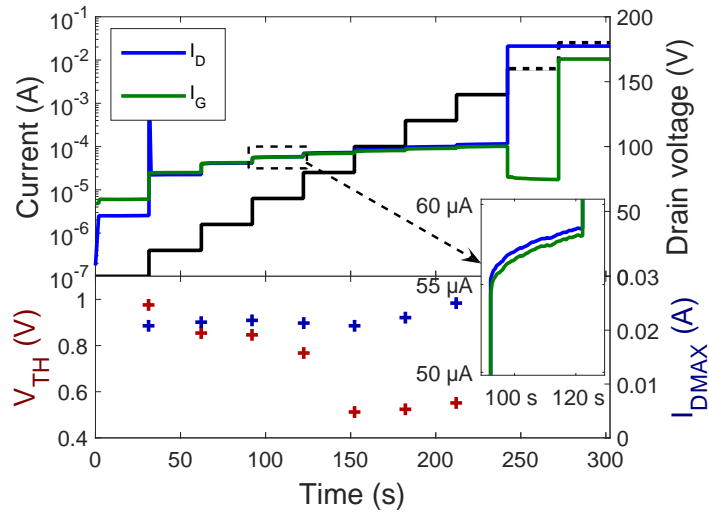 Current (A)
10^-1
10^-2
10^-3
10^-4
10^-5
10^-6
10^-7
I_D
I_G
200
150
100
50
0
Drain voltage (V)
60 µA
55 µA
50 µA
100 s 120 s
V_TH (V)
1
0.8
0.6
0.4
0.03
0.02
0.01
0
I_DMAX (A)
0 50 100 150 200 250 300
Time (s)